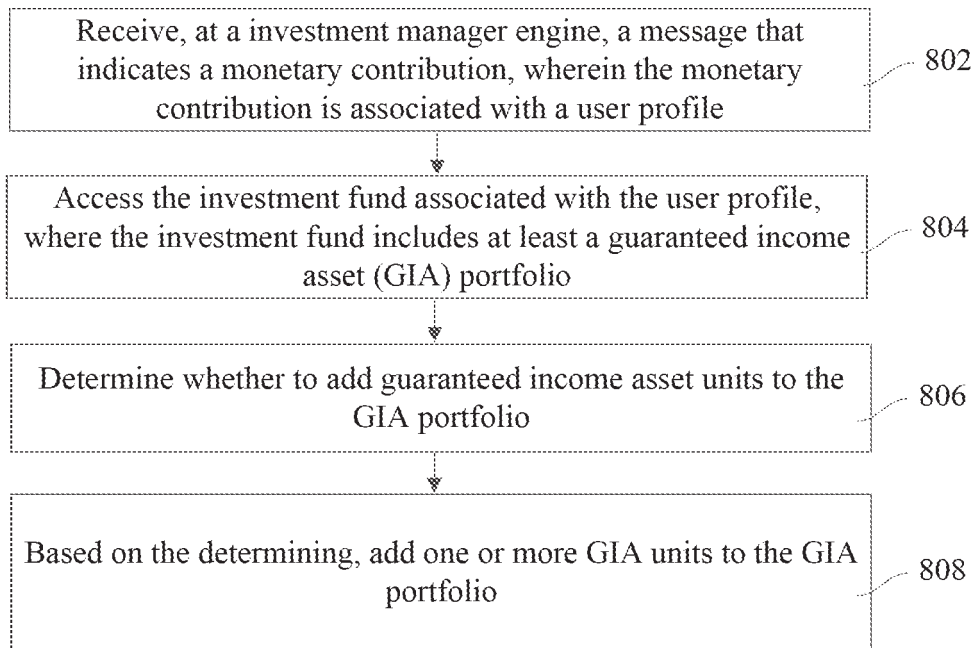 Receive, at a investment manager engine, a message that
indicates a monetary contribution, wherein the monetary
contribution is associated with a user profile
802
Access the investment fund associated with the user profile,
where the investment fund includes at least a guaranteed income
asset (GIA) portfolio
804
Determine whether to add guaranteed income asset units to the
GIA portfolio
806
Based on the determining, add one or more GIA units to the GIA
portfolio
808